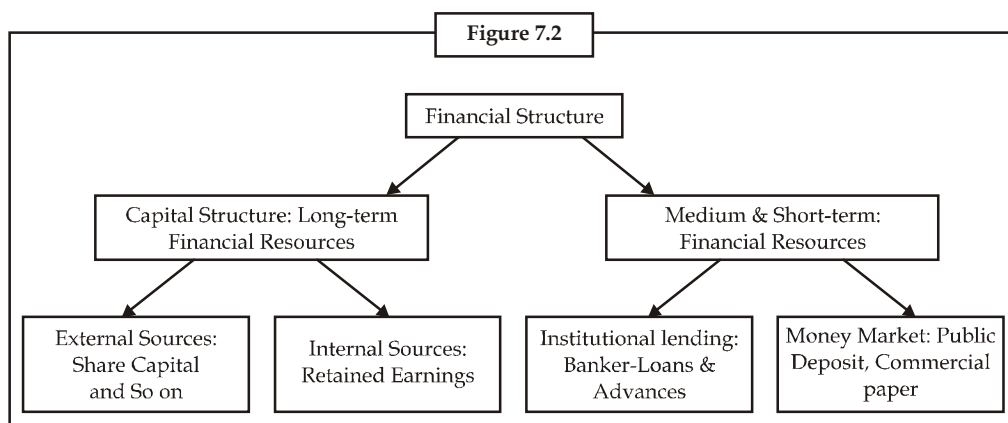 Figure 7.2
Financial Structure
Capital Structure: Long-term
Financial Resources
Medium & Short-term:
Financial Resources
External Sources:
Share Capital
and So on
Internal Sources:
Retained Earnings
Institutional lending:
Banker-Loans &
Advances
Money Market: Public
Deposit, Commercial
paper